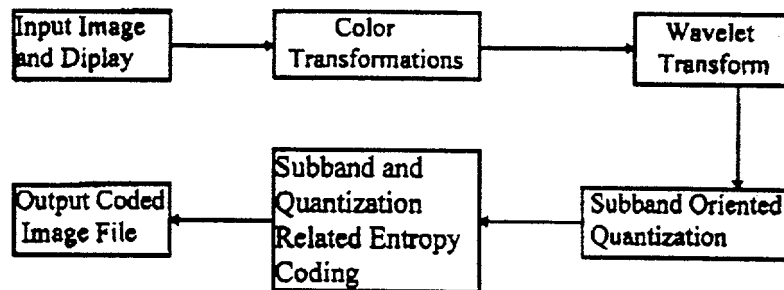 Input Image
and Diplay
Color
Transformations
Wavelet
Transform
Subband Oriented
Quantization
Subband and
Quantization
Related Entropy
Coding
Output Coded
Image File